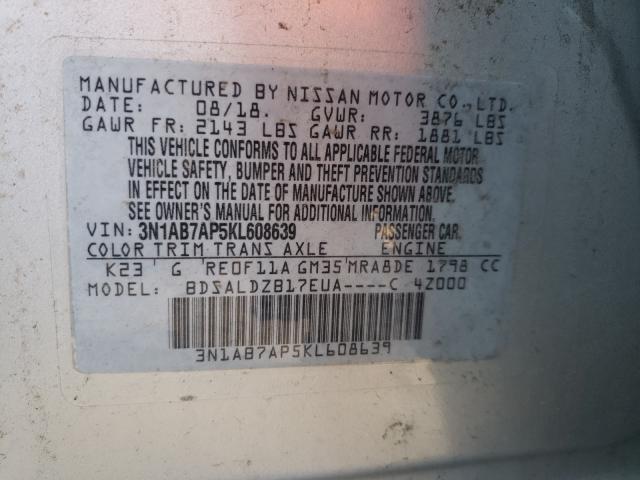 MANUFACTURED BY NISSAN MOTOR CO., LTD.
DATE: 08/18. GVWR: 3876 LBS
GAWR FR: 2143 LBS GAWR RR: 1881 LBS
THIS VEHICLE CONFORMS TO ALL APPLICABLE FEDERAL MOTOR
VEHICLE SAFETY, BUMPER AND THEFT PREVENTION STANDARDS
IN EFFECT ON THE DATE OF MANUFACTURE SHOWN ABOVE.
SEE OWNER'S MANUAL FOR ADDITIONAL INFORMATION.
VIN: 3N1AB7AP5KL608639 PASSENGER CAR.
COLOR TRIM TRANS AXLE ENGINE
K23 G RE0F11A GM35 MRA8DE 1798 CC
MODEL: BDSALDZB17EUA----C 4Z000
3N1AB7AP5KL608639